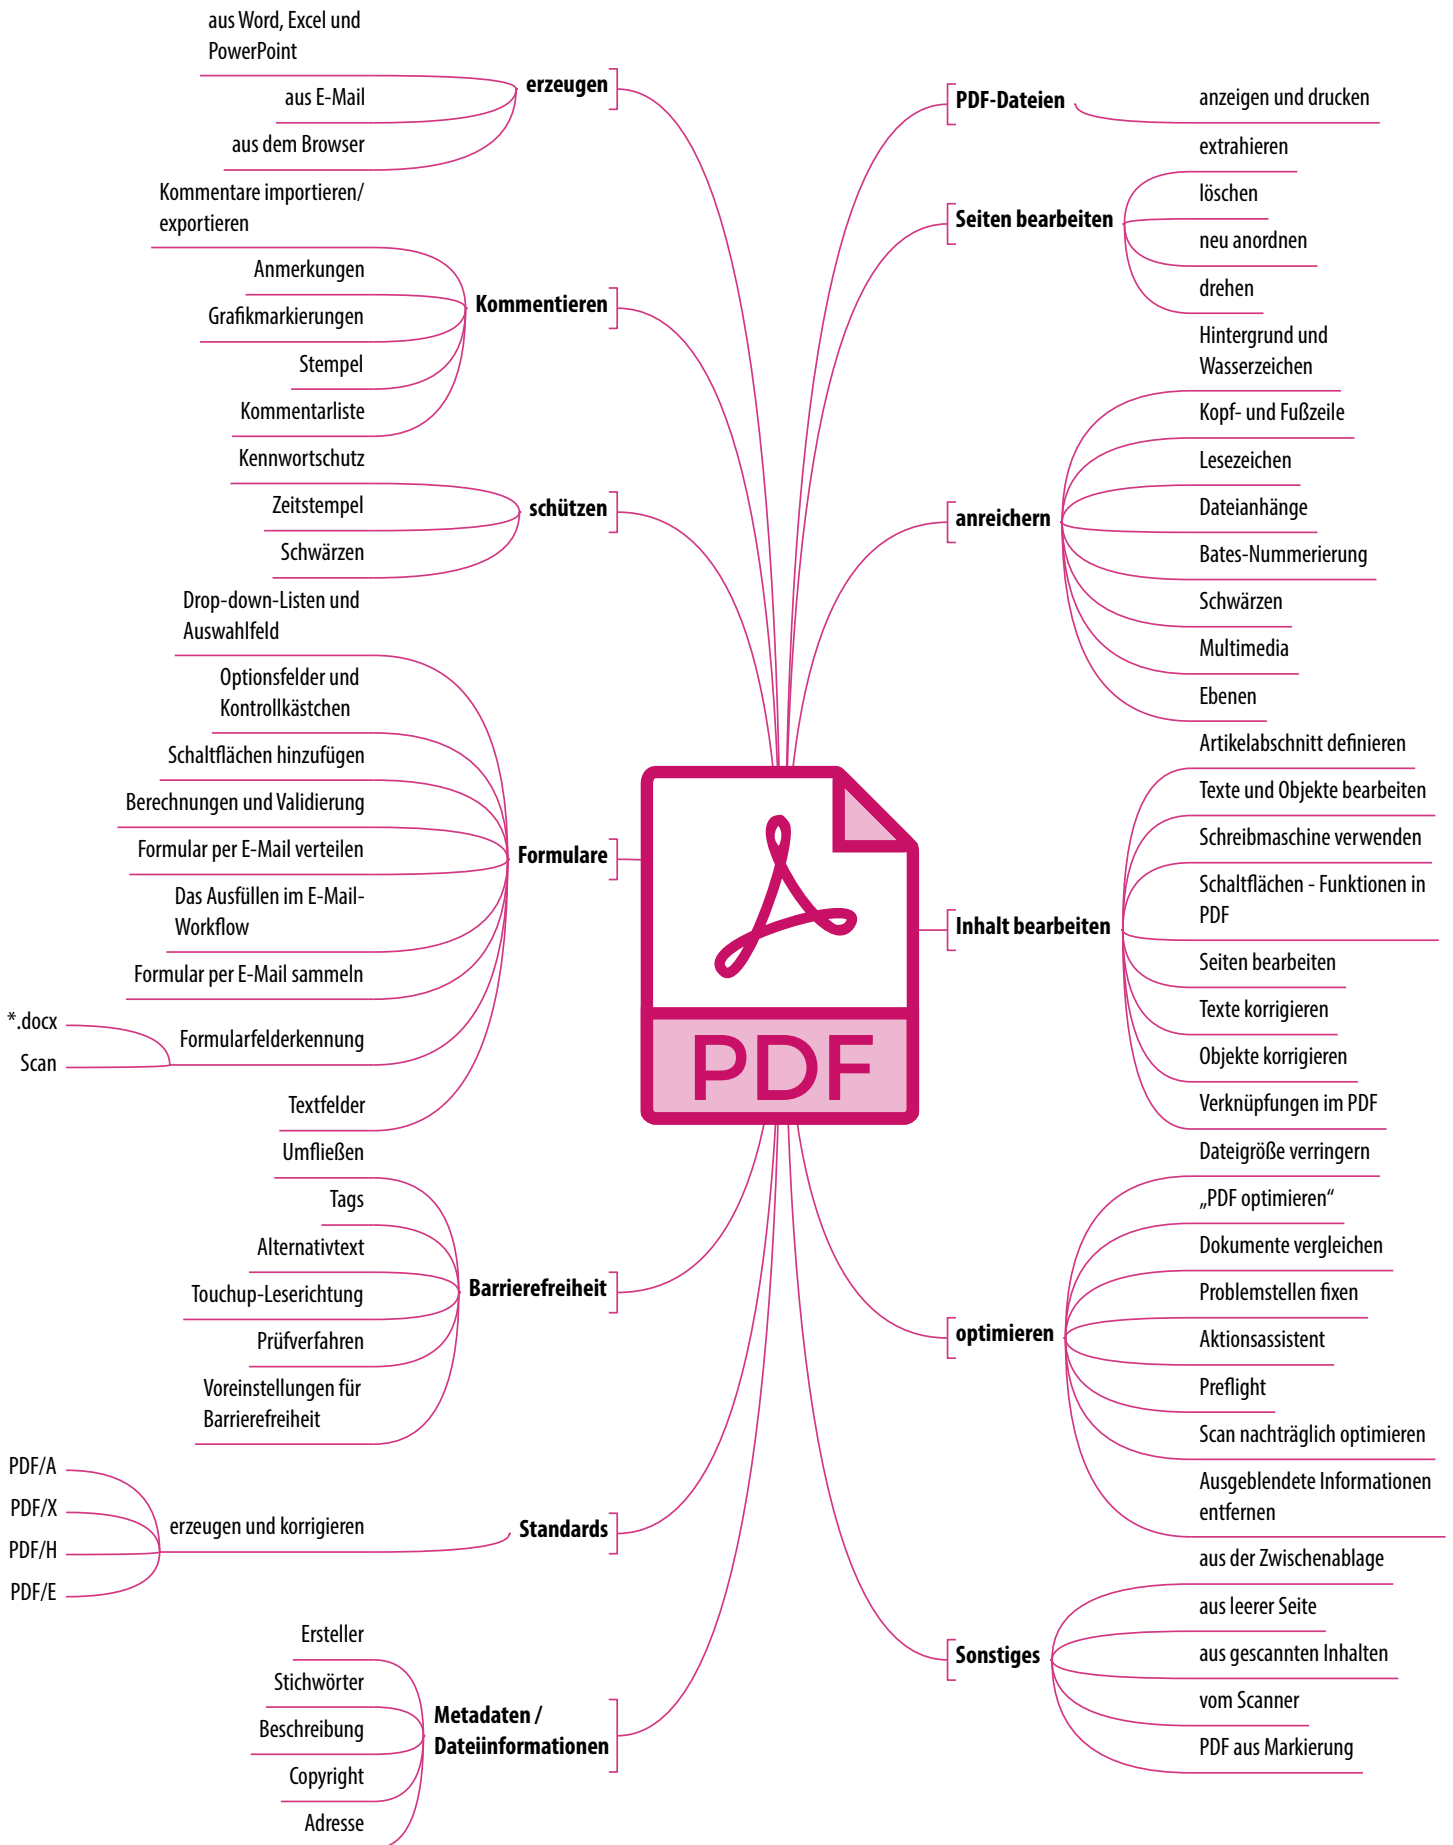 aus Word, Excel und
PowerPoint
aus E-Mail
aus dem Browser
erzeugen
Kommentare importieren/
exportieren
Anmerkungen
Grafikmarkierungen
Stempel
Kommentarliste
Kommentieren
Kennwortschutz
Zeitstempel
Schwärzen
schützen
Drop-down-Listen und
Auswahlfeld
Optionsfelder und
Kontrollkästchen
Schaltflächen hinzufügen
Berechnungen und Validierung
Formular per E-Mail verteilen
Das Ausfüllen im E-Mail-
Workflow
Formular per E-Mail sammeln
*.docx
Scan
Formularfelderkennung
Textfelder
Formulare
Umfließen
Tags
Alternativtext
Touchup-Leserichtung
Prüfverfahren
Voreinstellungen für
Barrierefreiheit
Barrierefreiheit
PDF/A
PDF/X
PDF/H
PDF/E
erzeugen und korrigieren
Standards
Ersteller
Stichwörter
Beschreibung
Copyright
Adresse
Metadaten /
Dateiinformationen
PDF
PDF-Dateien
anzeigen und drucken
Seiten bearbeiten
extrahieren
löschen
neu anordnen
drehen
anreichern
Hintergrund und
Wasserzeichen
Kopf- und Fußzeile
Lesezeichen
Dateianhänge
Bates-Nummerierung
Schwärzen
Multimedia
Ebenen
Inhalt bearbeiten
Artikelabschnitt definieren
Texte und Objekte bearbeiten
Schreibmaschine verwenden
Schaltflächen - Funktionen in
PDF
Seiten bearbeiten
Texte korrigieren
Objekte korrigieren
Verknüpfungen im PDF
optimieren
Dateigröße verringern
„PDF optimieren“
Dokumente vergleichen
Problemstellen fixen
Aktionsassistent
Preflight
Scan nachträglich optimieren
Ausgeblendete Informationen
entfernen
Sonstiges
aus der Zwischenablage
aus leerer Seite
aus gescannten Inhalten
vom Scanner
PDF aus Markierung